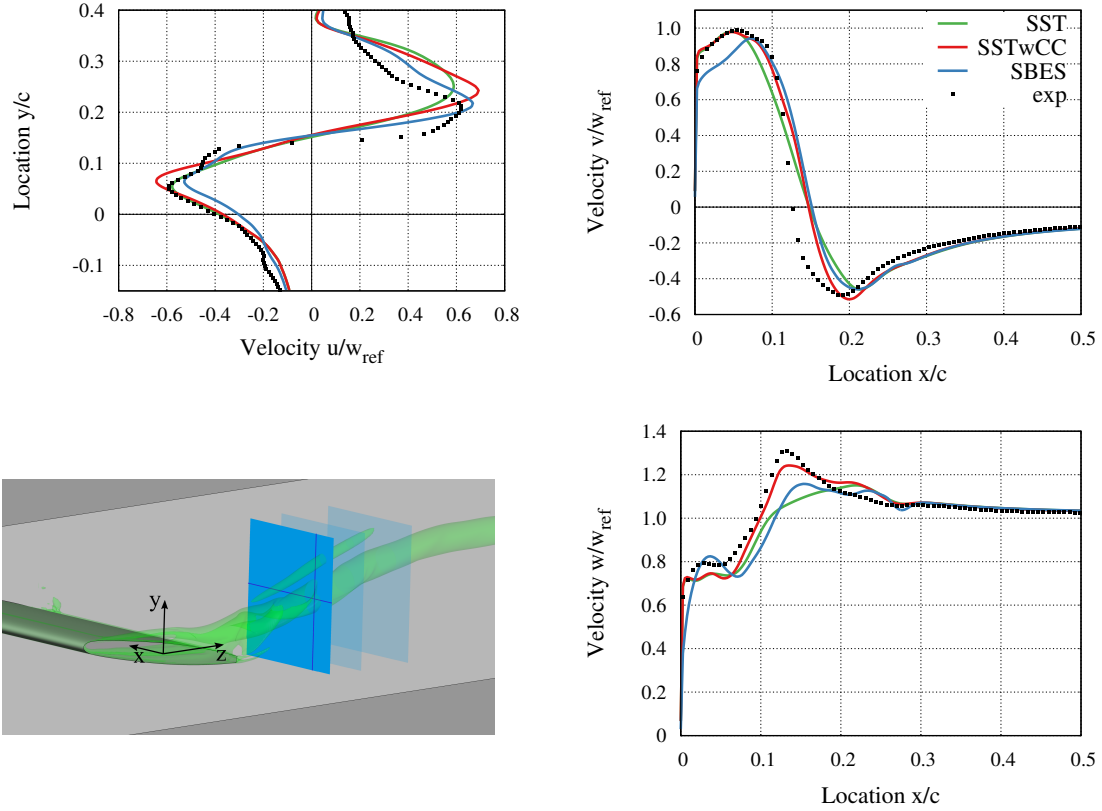 0.4
0.3
0.2
0.1
0
-0.1
Location y/c
-0.8 -0.6 -0.4 -0.2 0 0.2 0.4 0.6 0.8
Velocity u/w_ref
1.0
0.8
0.6
0.4
0.2
0
-0.2
-0.4
-0.6
Velocity v/w_ref
SST
SSTwCC
SBES
exp
0 0.1 0.2 0.3 0.4 0.5
Location x/c
y
x
z
1.4
1.2
1.0
0.8
0.6
0.4
0.2
0
Velocity w/w_ref
0 0.1 0.2 0.3 0.4 0.5
Location x/c